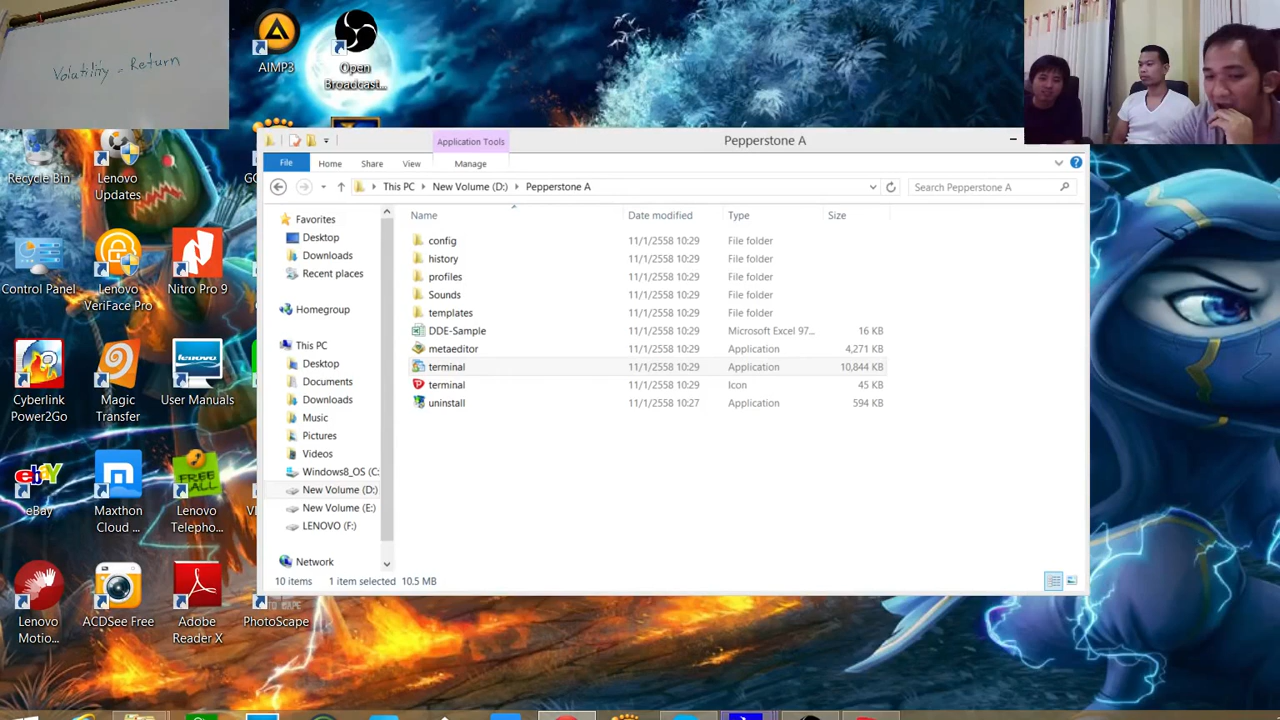 Volatility = Return
AIMP3
Open Broadcast...
Recycle Bin
Lenovo Updates
Control Panel
Lenovo VeriFace Pro
Nitro Pro 9
Cyberlink Power2Go
Magic Transfer
User Manuals
eBay
Maxthon Cloud ...
Lenovo Telepho...
FREE CALL
Lenovo Motio...
ACDSee Free
Adobe Reader X
PhotoScape
Application Tools
Pepperstone A
File
Home
Share
View
Manage
This PC
New Volume (D:)
Pepperstone A
Search Pepperstone A
Name
Date modified
Type
Size
Favorites
Desktop
Downloads
Recent places
Homegroup
This PC
Desktop
Documents
Downloads
Music
Pictures
Videos
Windows8_OS (C:
New Volume (D:)
New Volume (E:)
LENOVO (F:)
Network
config 11/1/2558 10:29 File folder
history 11/1/2558 10:29 File folder
profiles 11/1/2558 10:29 File folder
Sounds 11/1/2558 10:29 File folder
templates 11/1/2558 10:29 File folder
DDE-Sample 11/1/2558 10:29 Microsoft Excel 97... 16 KB
metaeditor 11/1/2558 10:29 Application 4,271 KB
terminal 11/1/2558 10:29 Application 10,844 KB
terminal 11/1/2558 10:29 Icon 45 KB
uninstall 11/1/2558 10:27 Application 594 KB
10 items 1 item selected 10.5 MB